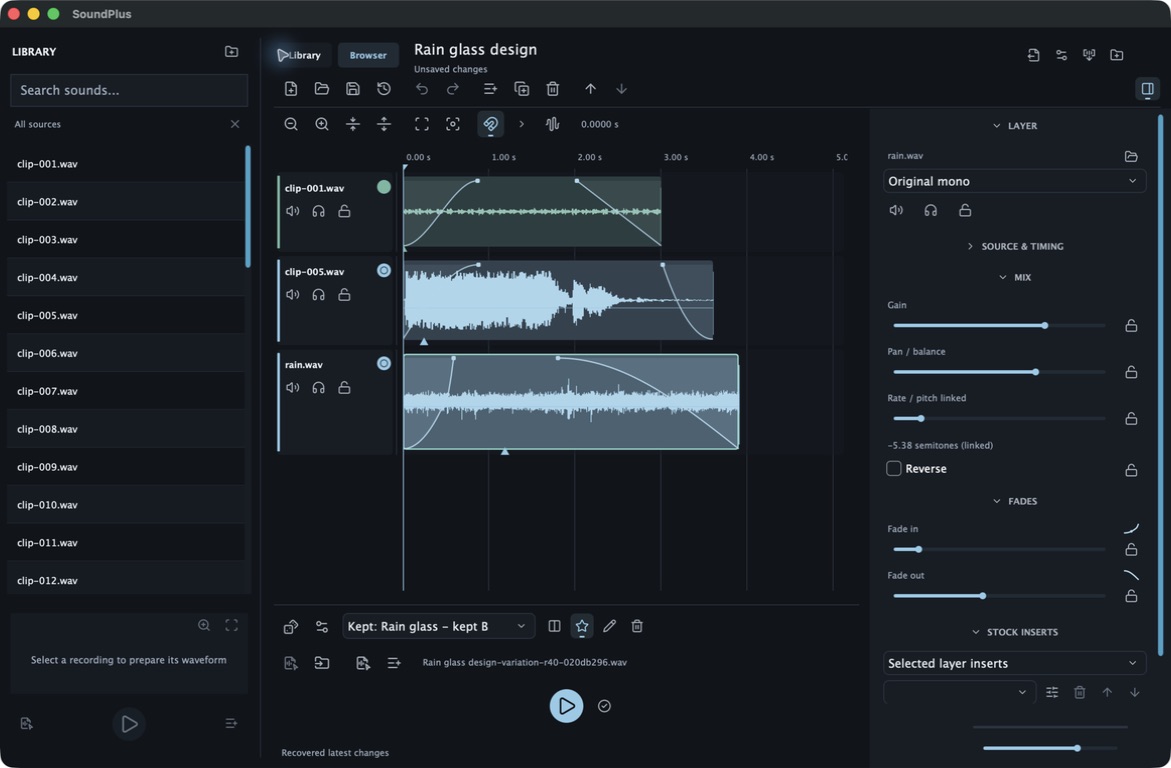 SoundPlus
LIBRARY
Search sounds...
All sources
clip-001.wav
clip-002.wav
clip-003.wav
clip-004.wav
clip-005.wav
clip-006.wav
clip-007.wav
clip-008.wav
clip-009.wav
clip-010.wav
clip-011.wav
clip-012.wav
Select a recording to prepare its waveform
Library
Browser
Rain glass design
Unsaved changes
0.0000 s
0.00 s
1.00 s
2.00 s
3.00 s
4.00 s
5.0
clip-001.wav
clip-005.wav
rain.wav
Kept: Rain glass – kept B
Rain glass design-variation-r40-020db296.wav
Recovered latest changes
LAYER
rain.wav
Original mono
SOURCE & TIMING
MIX
Gain
Pan / balance
Rate / pitch linked
-5.38 semitones (linked)
Reverse
FADES
Fade in
Fade out
STOCK INSERTS
Selected layer inserts